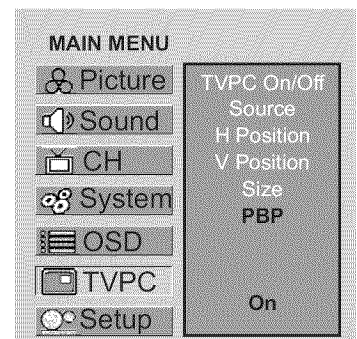 MAIN MENU
Picture
Sound
CH
System
OSD
TVPC
Setup
TVPC On/Off
Source
H Position
V Position
Size
PBP
On